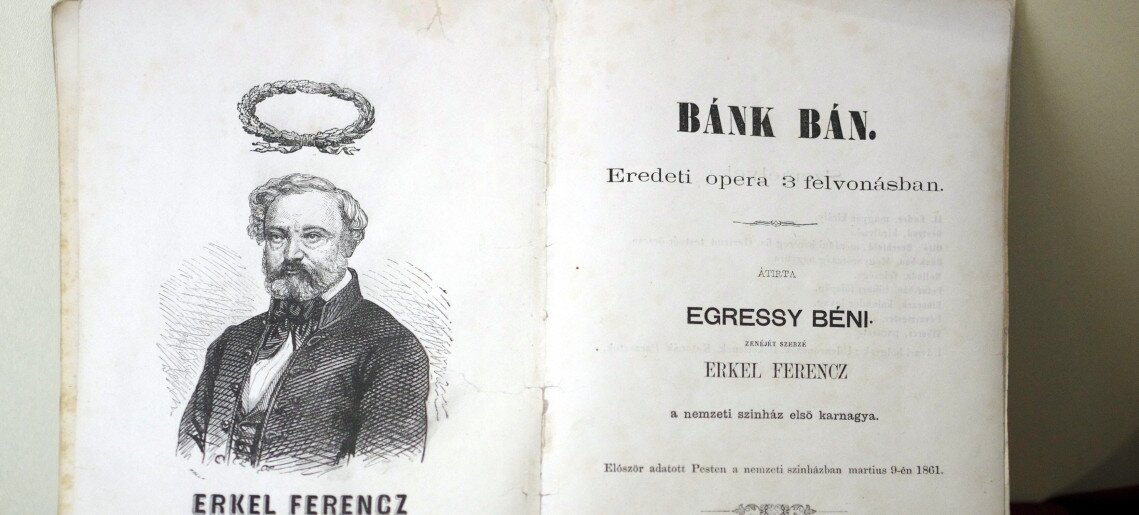 ERKEL FERENCZ
BÁNK BÁN.
Eredeti opera 3 felvonásban.
ÁTIRTA
EGRESSY BÉNI.
ZENÉJÉT SZERZÉ
ERKEL FERENCZ
a nemzeti szinház első karnagya.
Először adatott Pesten a nemzeti szinházban martius 9-én 1861.